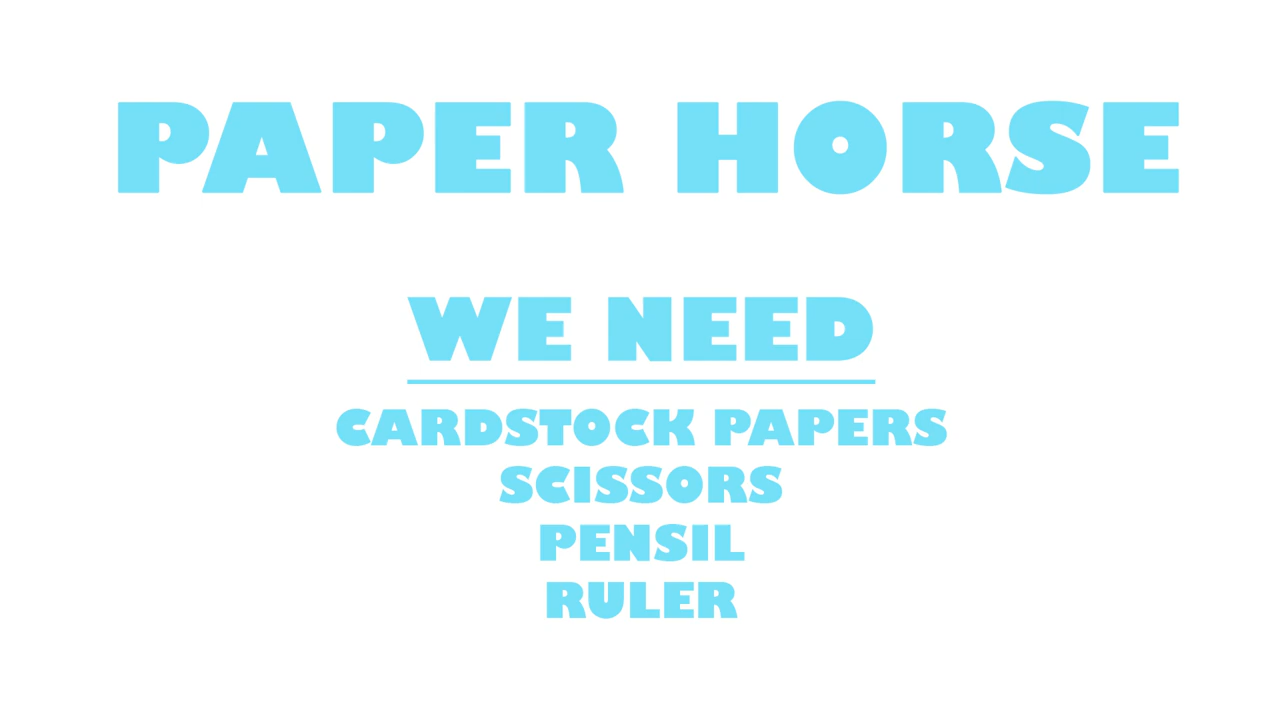 PAPER HORSE
WE NEED
CARDSTOCK PAPERS
SCISSORS
PENSIL
RULER